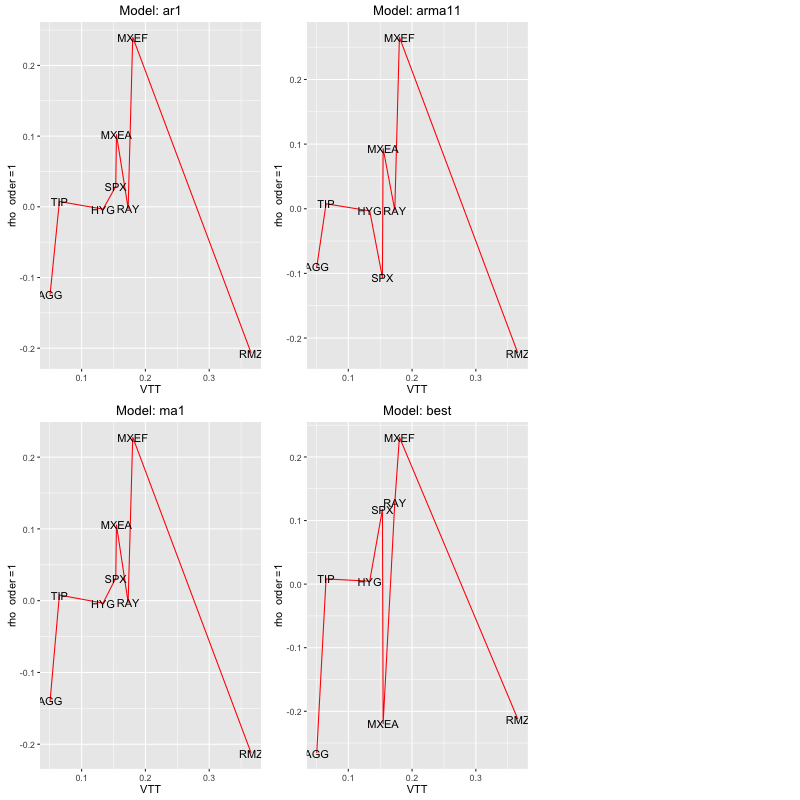 Model: ar1
MXEF
0.2
MXEA
0.1
SPX
TIP
HYG RAY
0.0
-0.1
AGG
-0.2
RMZ
rho order =1
0.1 0.2 0.3
VTT
Model: arma11
MXEF
0.2
MXEA
0.1
TIP
HYG RAY
0.0
AGG
-0.1
SPX
-0.2
RMZ
rho order =1
0.1 0.2 0.3
VTT
Model: ma1
MXEF
0.2
MXEA
0.1
SPX
TIP
HYG RAY
0.0
-0.1
AGG
-0.2
RMZ
rho order =1
0.1 0.2 0.3
VTT
Model: best
MXEF
0.2
RAY
SPX
0.1
TIP
HYG
0.0
-0.1
-0.2
RMZ
MXEA
AGG
rho order =1
0.1 0.2 0.3
VTT